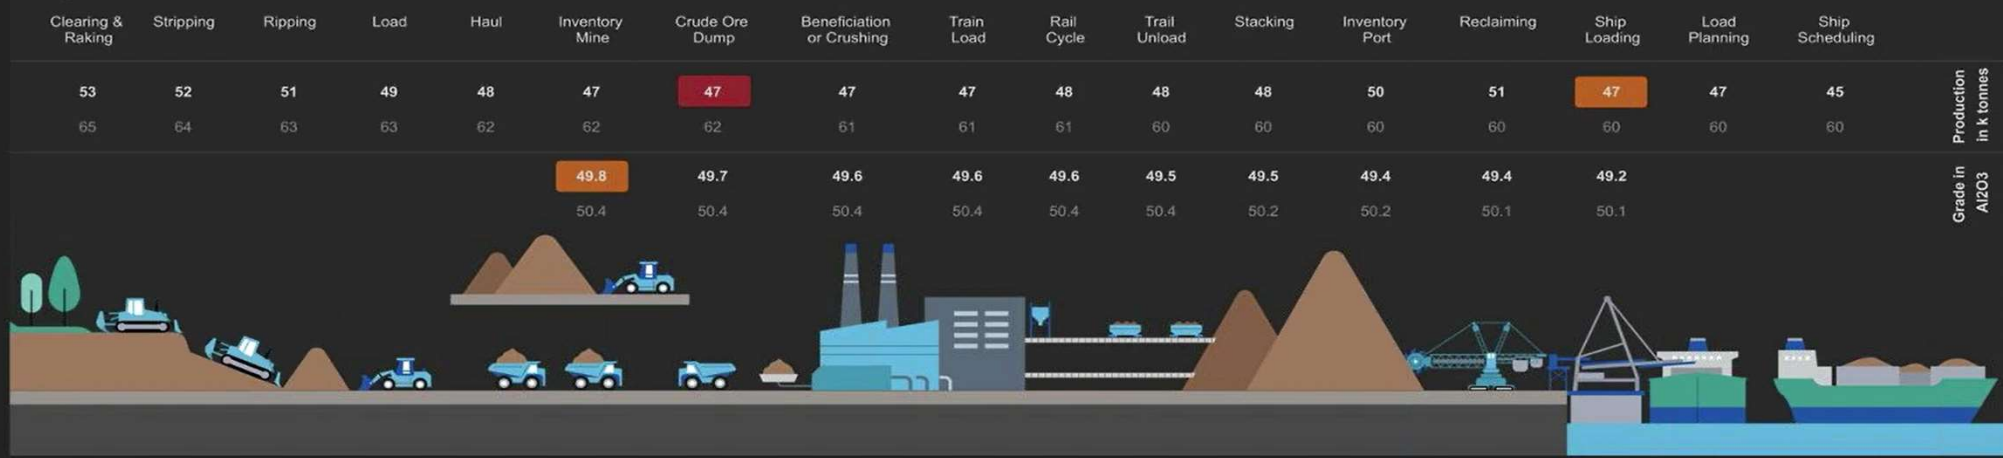 Clearing & Raking Stripping Ripping Load Haul Inventory Mine Crude Ore Dump Beneficiation or Crushing Train Load Rail Cycle Trail Unload Stacking Inventory Port Reclaiming Ship Loading Load Planning Ship Scheduling
53 52 51 49 48 47 47 47 47 48 48 48 50 51 47 47 45
65 64 63 63 62 62 62 61 61 61 60 60 60 60 60 60 60
Production in k tonnes
49.8 49.7 49.6 49.6 49.6 49.5 49.5 49.4 49.4 49.2
50.4 50.4 50.4 50.4 50.4 50.4 50.2 50.2 50.1 50.1
Grade in Al2O3